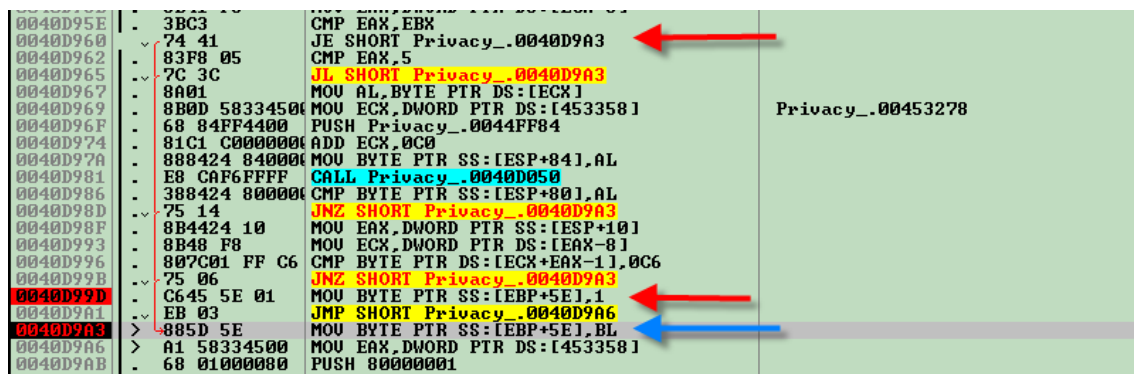 0040D95E . 3BC3 CMP EAX,EBX
0040D960 . 74 41 JE SHORT Privacy_.0040D9A3
0040D962 . 83F8 05 CMP EAX,5
0040D965 . 7C 3C JL SHORT Privacy_.0040D9A3
0040D967 . 8A01 MOV AL,BYTE PTR DS:[ECX]
0040D969 . 8B0D 58334500 MOV ECX,DWORD PTR DS:[453358] Privacy_.00453278
0040D96F . 68 84FF4400 PUSH Privacy_.0044FF84
0040D974 . 81C1 C0000000 ADD ECX,0C0
0040D97A . 888424 840000 MOV BYTE PTR SS:[ESP+84],AL
0040D981 . E8 CAF6FFFF CALL Privacy_.0040D050
0040D986 . 388424 800000 CMP BYTE PTR SS:[ESP+80],AL
0040D98D . 75 14 JNZ SHORT Privacy_.0040D9A3
0040D98F . 8B4424 10 MOV EAX,DWORD PTR SS:[ESP+10]
0040D993 . 8B48 F8 MOV ECX,DWORD PTR DS:[EAX-8]
0040D996 . 807C01 FF C6 CMP BYTE PTR DS:[ECX+EAX-1],0C6
0040D99B . 75 06 JNZ SHORT Privacy_.0040D9A3
0040D99D . C645 5E 01 MOV BYTE PTR SS:[EBP+5E],1
0040D9A1 . EB 03 JMP SHORT Privacy_.0040D9A6
0040D9A3 > 885D 5E MOV BYTE PTR SS:[EBP+5E],BL
0040D9A6 > A1 58334500 MOV EAX,DWORD PTR DS:[453358]
0040D9AB . 68 01000080 PUSH 80000001